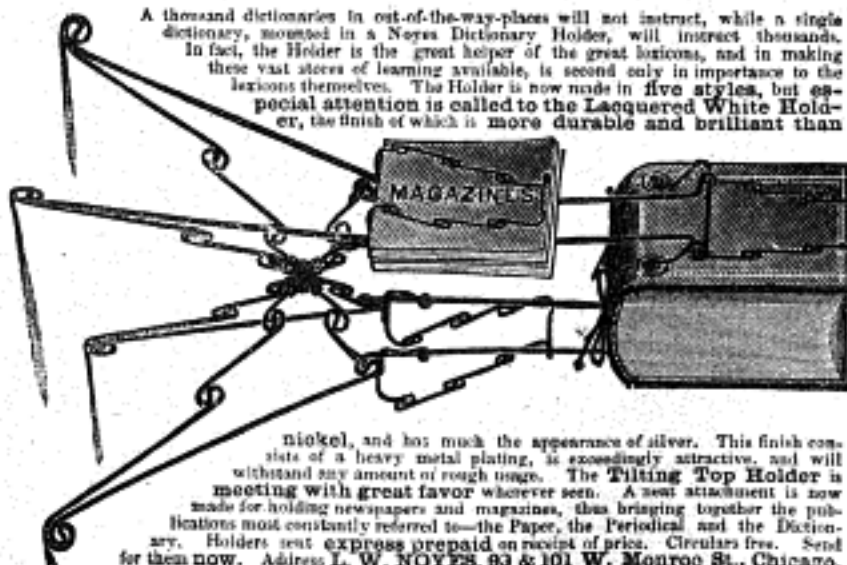 A thousand dictionaries in out-of-the-way-places will not instruct, while a single
dictionary, mounted in a Noyes Dictionary Holder, will instruct thousands.
In fact, the Holder is the great helper of the great lexicons, and in making
these vast stores of learning available, is second only in importance to the
lexicons themselves. The Holder is now made in five styles, but es-
pecial attention is called to the Lacquered White Hold-
er, the finish of which is more durable and brilliant than
MAGAZINES
nickel, and has much the appearance of silver. This finish con-
sists of a heavy metal plating, is exceedingly attractive, and will
withstand any amount of rough usage. The Tilting Top Holder is
meeting with great favor wherever seen. A neat attachment is now
made for holding newspapers and magazines, thus bringing together the pub-
lications most constantly referred to—the Paper, the Periodical and the Diction-
ary. Holders sent express prepaid on receipt of price. Circulars free. Send
for them now. Address L. W. NOYES, & 101 W. Monroe St., Chicago.